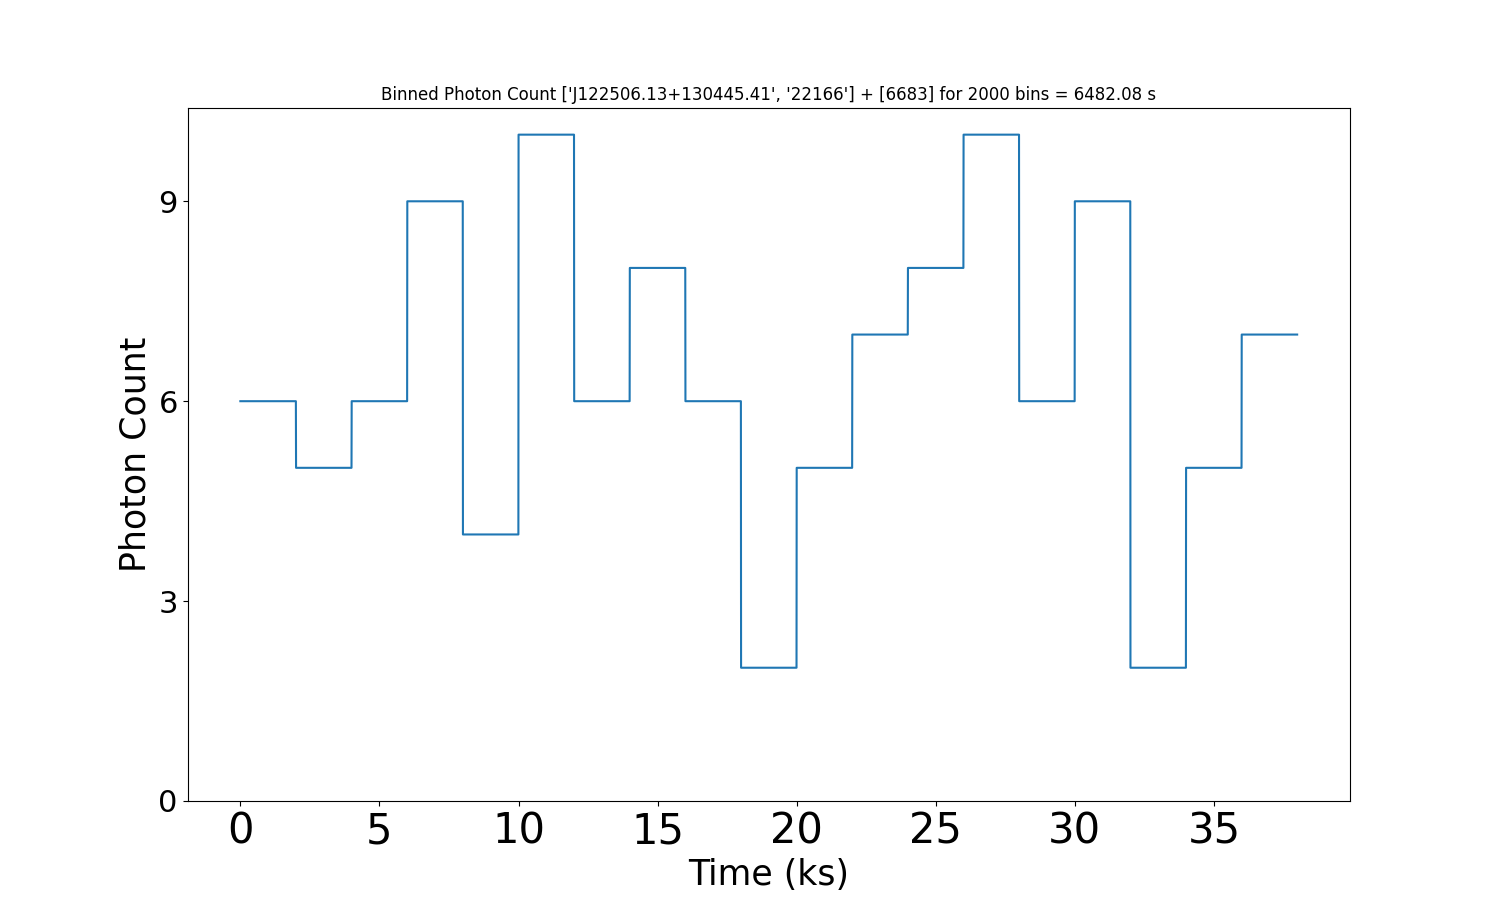 Binned Photon Count ['J122506.13+130445.41', '22166'] + [6683] for 2000 bins = 6482.08 s
Photon Count
9
6
3
0
0 5 10 15 20 25 30 35
Time (ks)